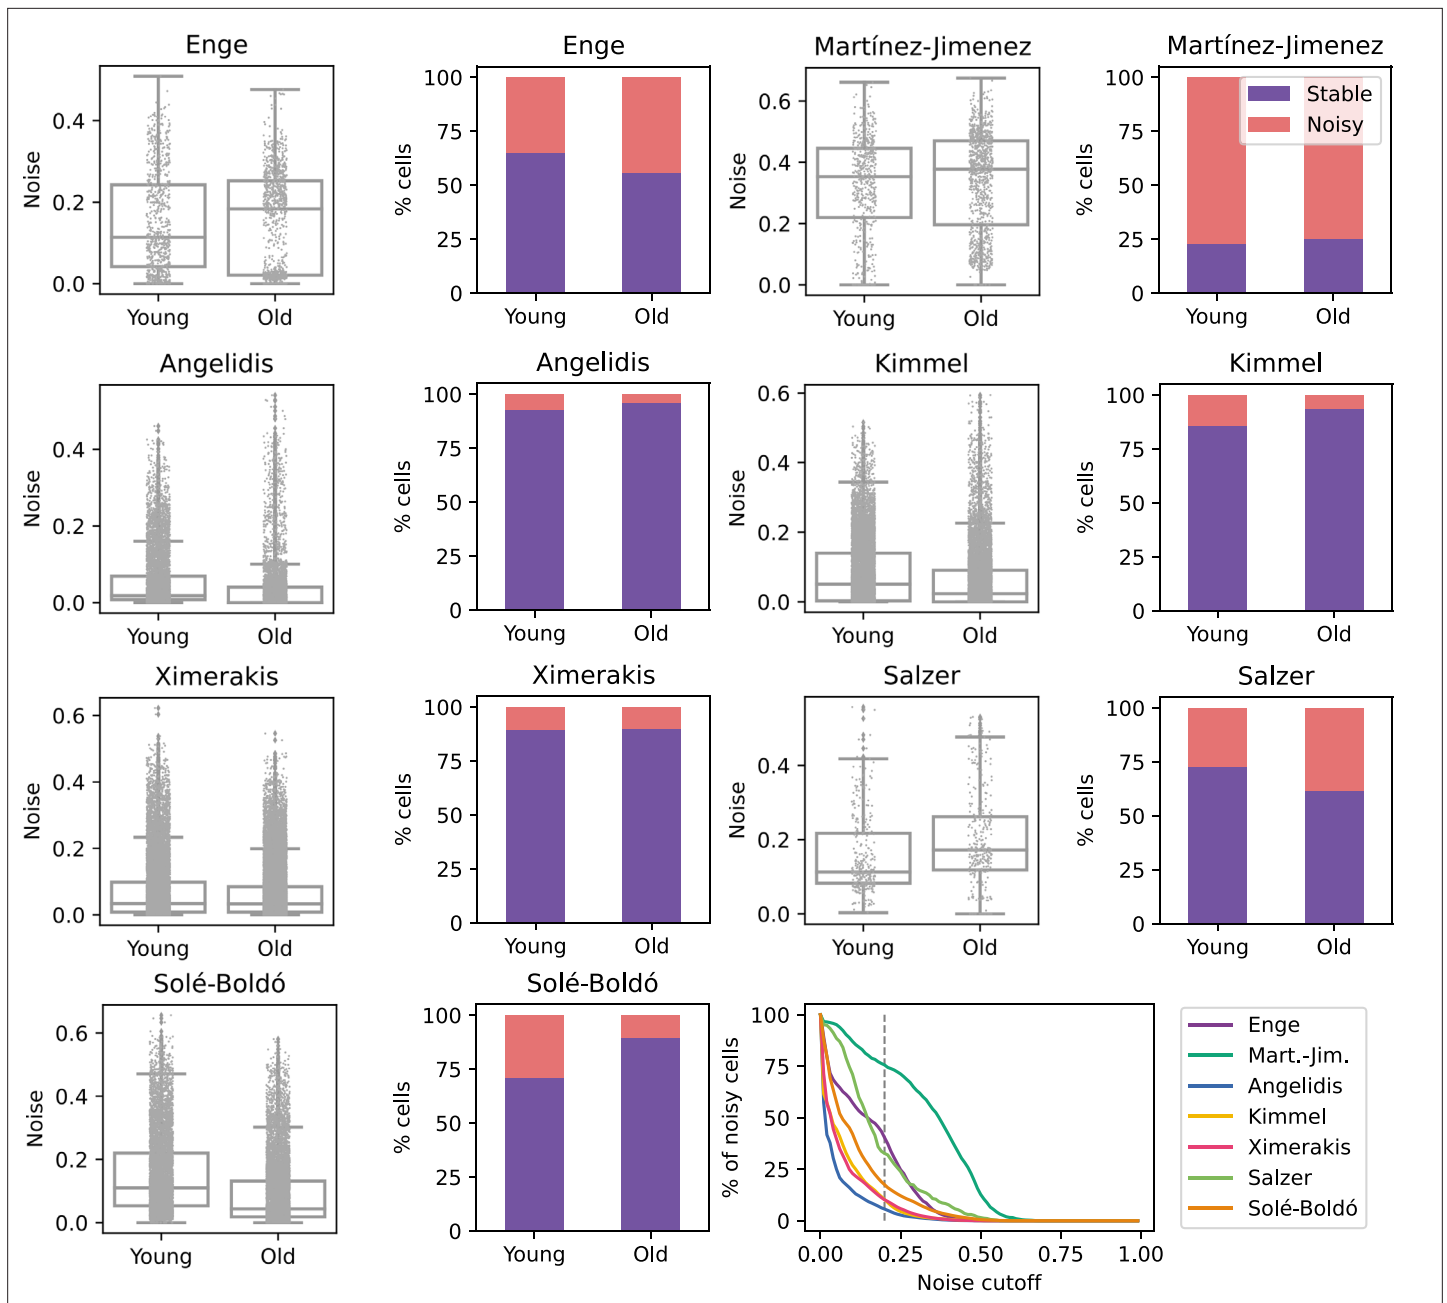 Enge
Noise
0.4
0.2
0.0
Young
Old
Enge
% cells
100
75
50
25
0
Young
Old
Martínez-Jimenez
Noise
0.6
0.4
0.2
0.0
Young
Old
Martínez-Jimenez
% cells
100
75
50
25
0
Stable
Noisy
Young
Old
Angelidis
Noise
0.4
0.2
0.0
Young
Old
Angelidis
% cells
100
75
50
25
0
Young
Old
Kimmel
Noise
0.6
0.4
0.2
0.0
Young
Old
Kimmel
% cells
100
75
50
25
0
Young
Old
Ximerakis
Noise
0.6
0.4
0.2
0.0
Young
Old
Ximerakis
% cells
100
75
50
25
0
Young
Old
Salzer
Noise
0.4
0.2
0.0
Young
Old
Salzer
% cells
100
75
50
25
0
Young
Old
Solé-Boldó
Noise
0.6
0.4
0.2
0.0
Young
Old
Solé-Boldó
% cells
100
75
50
25
0
Young
Old
% of noisy cells
100
75
50
25
0
0.00
0.25
0.50
0.75
1.00
Noise cutoff
Enge
Mart.-Jim.
Angelidis
Kimmel
Ximerakis
Salzer
Solé-Boldó